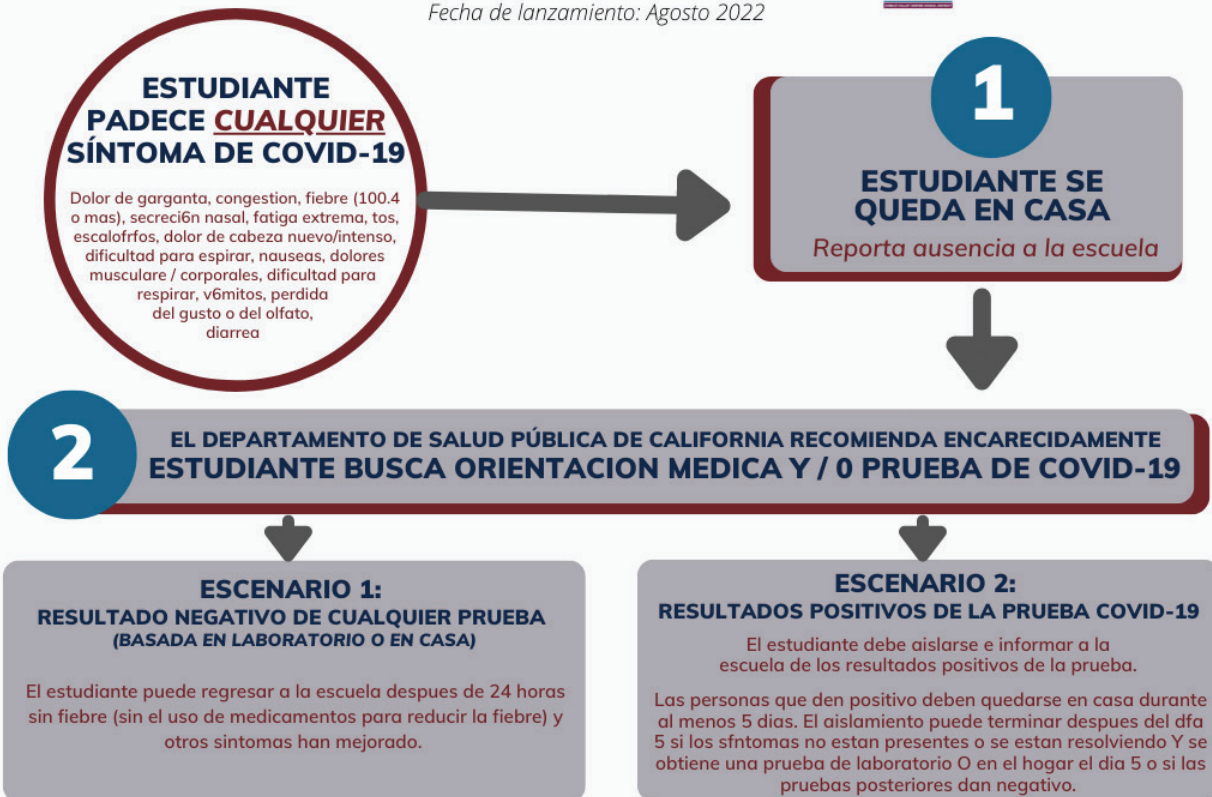 Fecha de lanzamiento: Agosto 2022
ESTUDIANTE
PADECE CUALQUIER
SÍNTOMA DE COVID-19
Dolor de garganta, congestion, fiebre (100.4
o mas), secreci6n nasal, fatiga extrema, tos,
escalofrfos, dolor de cabeza nuevo/intenso,
dificultad para espirar, nauseas, dolores
musculare / corporales, dificultad para
respirar, v6mitos, perdida
del gusto o del olfato,
diarrea
1
ESTUDIANTE SE
QUEDA EN CASA
Reporta ausencia a la escuela
2
EL DEPARTAMENTO DE SALUD PÚBLICA DE CALIFORNIA RECOMIENDA ENCARECIDAMENTE
ESTUDIANTE BUSCA ORIENTACION MEDICA Y / 0 PRUEBA DE COVID-19
ESCENARIO 1:
RESULTADO NEGATIVO DE CUALQUIER PRUEBA
(BASADA EN LABORATORIO O EN CASA)
El estudiante puede regresar a la escuela despues de 24 horas
sin fiebre (sin el uso de medicamentos para reducir la fiebre) y
otros sintomas han mejorado.
ESCENARIO 2:
RESULTADOS POSITIVOS DE LA PRUEBA COVID-19
El estudiante debe aislarse e informar a la
escuela de los resultados positivos de la prueba.
Las personas que den positivo deben quedarse en casa durante
al menos 5 dias. El aislamiento puede terminar despues del dfa
5 si los sfntomas no estan presentes o se estan resolviendo Y se
obtiene una prueba de laboratorio O en el hogar el dia 5 o si las
pruebas posteriores dan negativo.